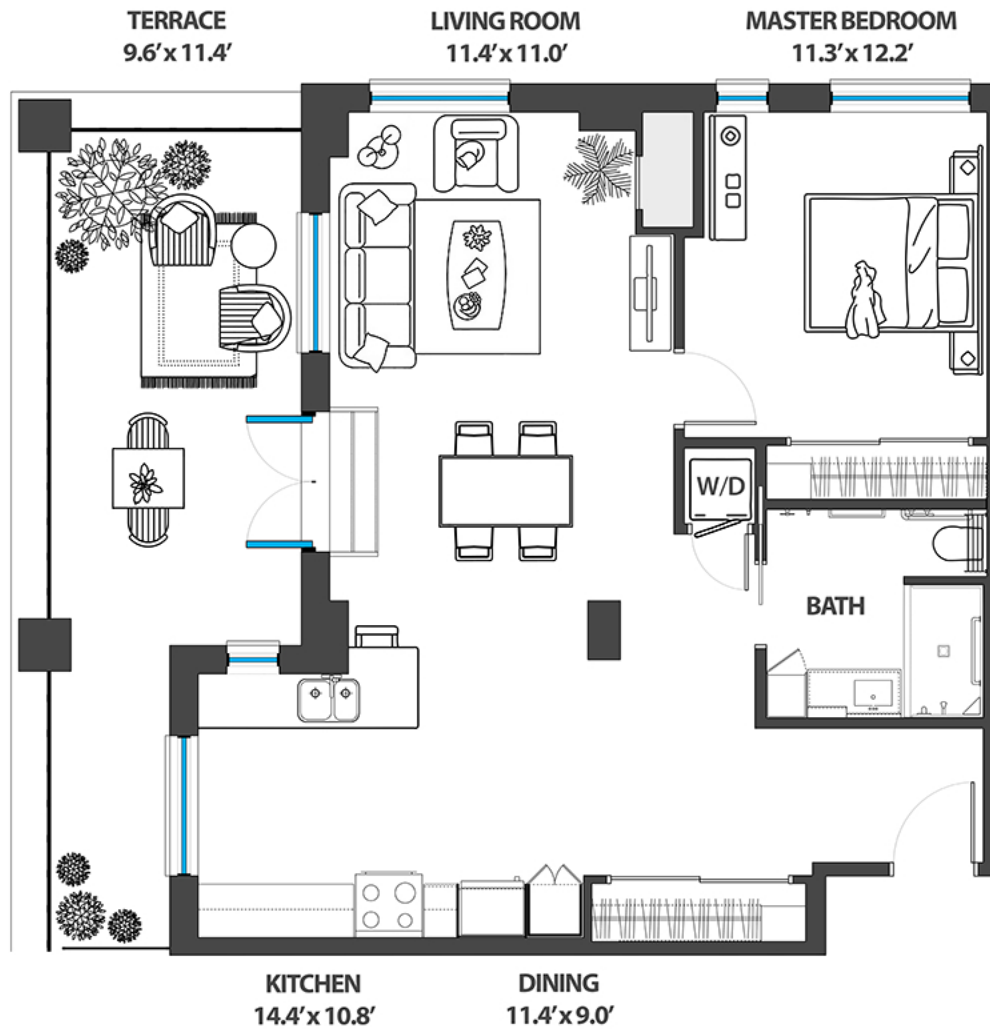 TERRACE
9.6’ x 11.4’
LIVING ROOM
11.4’ x 11.0’
MASTER BEDROOM
11.3’ x 12.2’
W/D
BATH
KITCHEN
14.4’ x 10.8’
DINING
11.4’ x 9.0’